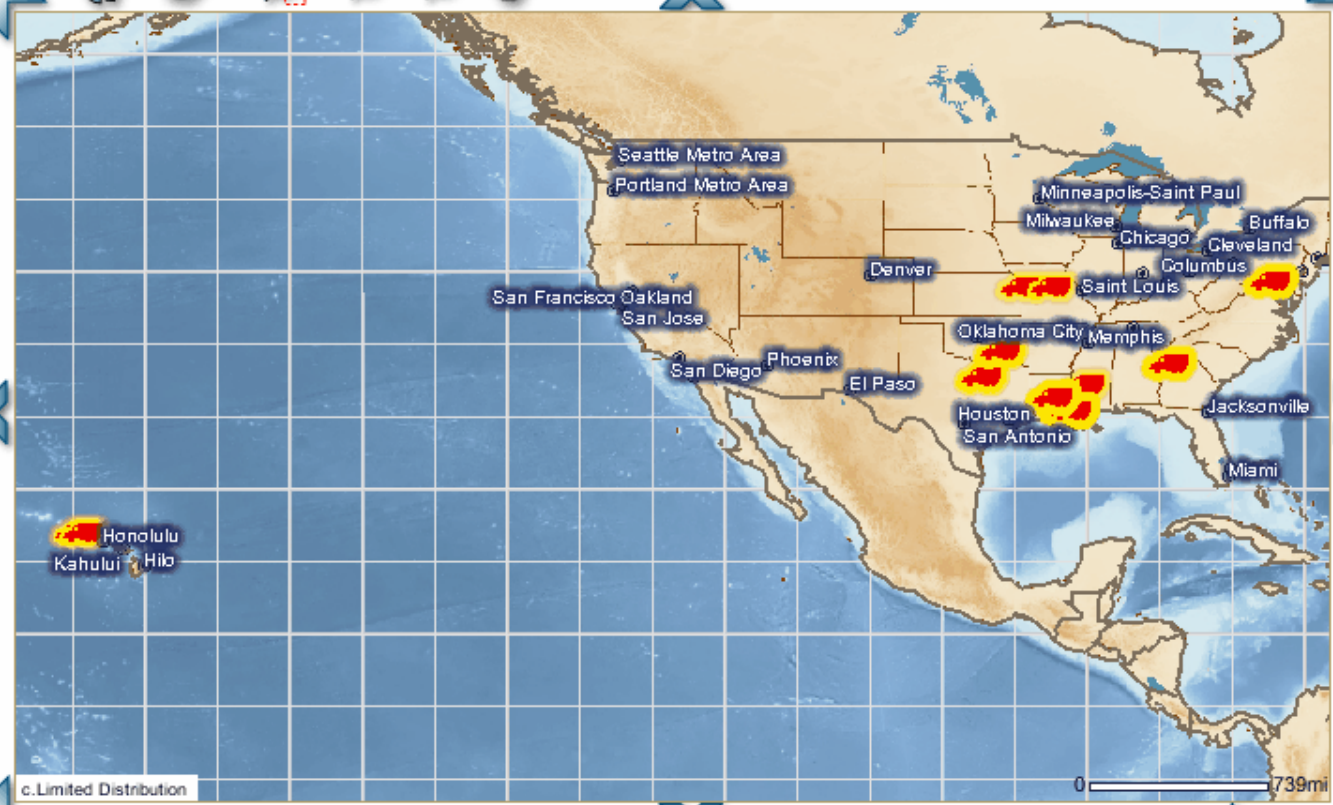 Seattle Metro Area
Portland Metro Area
Minneapolis-Saint Paul
Milwaukee
Buffalo
Chicago
Cleveland
Columbus
Denver
Saint Louis
San Francisco Oakland
San Jose
Oklahoma City
Memphis
Phoenix
San Diego
El Paso
Houston
Jacksonville
San Antonio
Miami
Honolulu
Kahului
Hilo
c.Limited Distribution
0
739mi